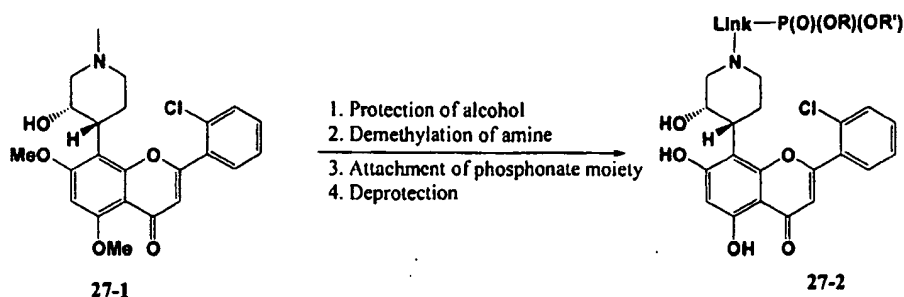 Link—P(O)(OR)(OR')
N
N
HO
H
Cl
MeO
O
OMe
O
1. Protection of alcohol
2. Demethylation of amine
3. Attachment of phosphonate moiety
4. Deprotection
HO
H
Cl
HO
O
OH
O
27-1
27-2